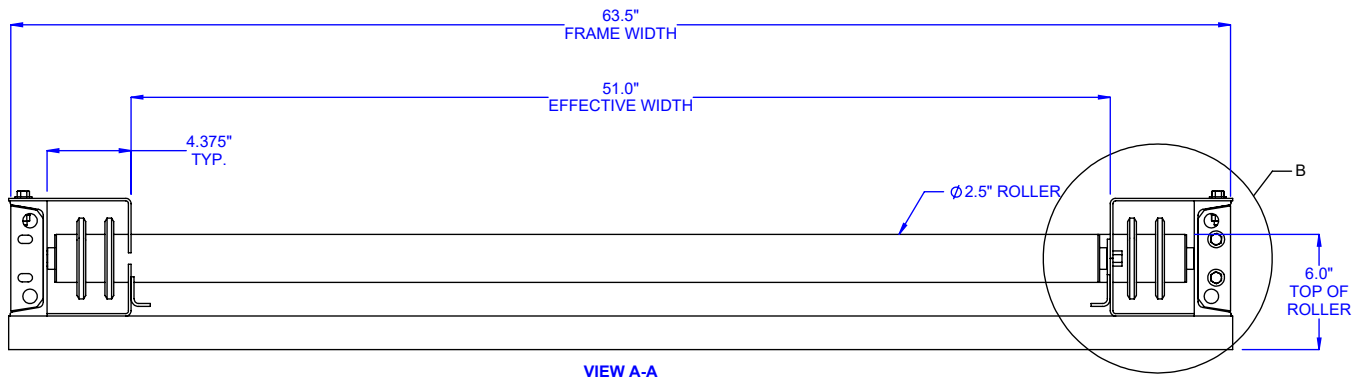 63.5"
FRAME WIDTH
51.0"
EFFECTIVE WIDTH
4.375"
TYP.
B
Ø2.5" ROLLER
6.0"
TOP OF
ROLLER
VIEW A-A